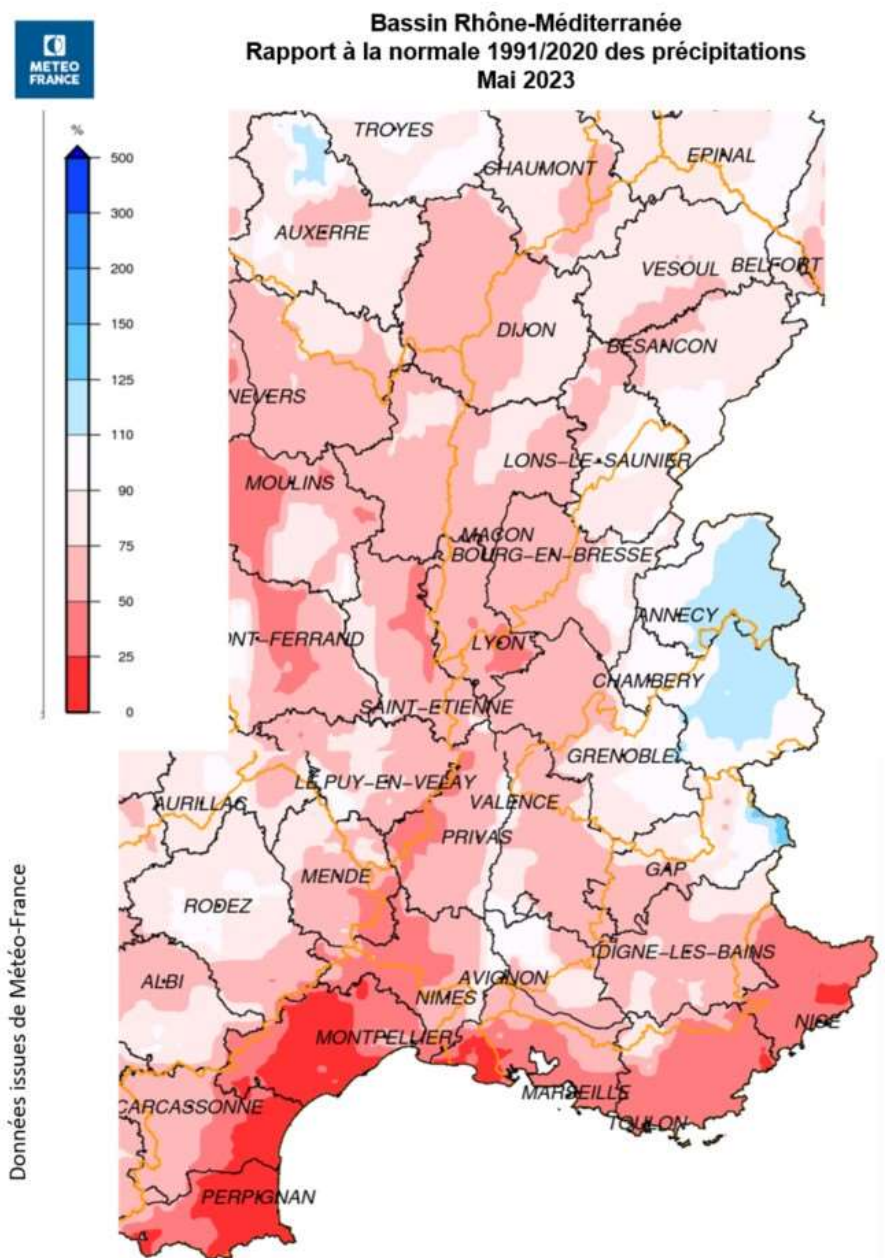 METEO
FRANCE
Bassin Rhône-Méditerranée
Rapport à la normale 1991/2020 des précipitations
Mai 2023
%
500
300
200
150
125
110
90
75
50
25
0
TROYES
CHAUMONT
EPINAL
AUXERRE
VESOUL
BELFORT
DIJON
BESANCON
NEVERS
LONS-LE-SAUNIER
MOULINS
MACON
BOURG-EN-BRESSE
ANNECY
ONT-FERRAND
LYON
CHAMBERY
SAINT-ETIENNE
GRENOBLE
LE PUY-EN-VELAY
AURILLAC
VALENCE
PRIVAS
MENDE
GAP
RODEZ
DIGNE-LES-BAINS
ALBI
AVIGNON
NIMES
NICE
MONTPELLIER
MARSEILLE
CARCASSONNE
TOULON
PERPIGNAN
Données issues de Météo-France